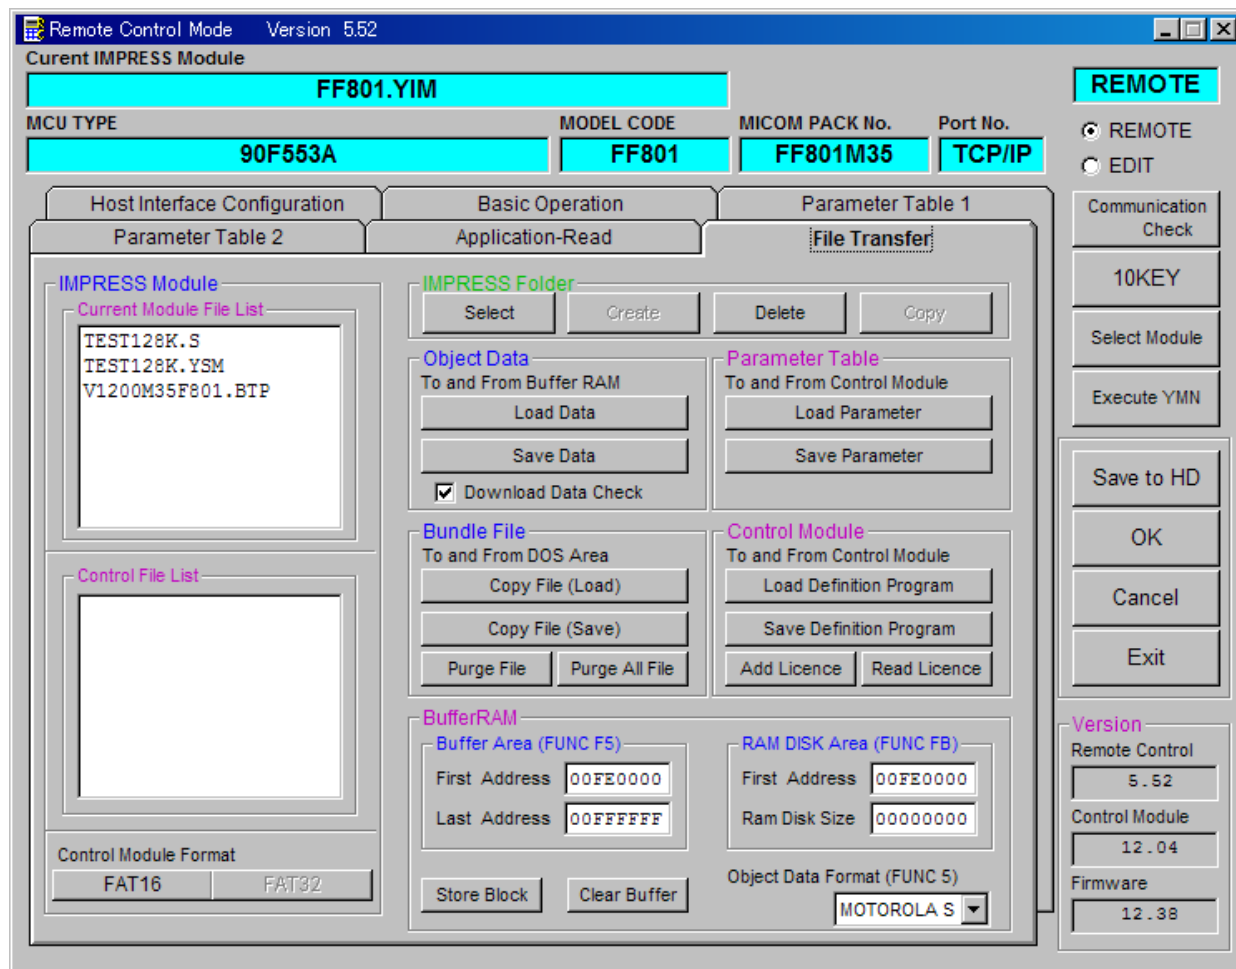 Remote Control Mode Version 5.52
Curent IMPRESS Module
FF801.YIM
REMOTE
MCU TYPE MODEL CODE MICOM PACK No. Port No.
90F553A FF801 FF801M35 TCP/IP
REMOTE
EDIT
Host Interface Configuration Basic Operation Parameter Table 1
Parameter Table 2 Application-Read File Transfer
IMPRESS Module
Current Module File List
TEST128K.S
TEST128K.YSM
V1200M35F801.BTP
Control File List
Control Module Format
FAT16 FAT32
IMPRESS Folder
Select Create Delete Copy
Object Data
To and From Buffer RAM
Load Data
Save Data
Download Data Check
Parameter Table
To and From Control Module
Load Parameter
Save Parameter
Bundle File
To and From DOS Area
Copy File (Load)
Copy File (Save)
Purge File Purge All File
Control Module
To and From Control Module
Load Definition Program
Save Definition Program
Add Licence Read Licence
BufferRAM
Buffer Area (FUNC F5)
First Address 00FE0000
Last Address 00FFFFFF
RAM DISK Area (FUNC FB)
First Address 00FE0000
Ram Disk Size 00000000
Store Block Clear Buffer
Object Data Format (FUNC 5)
MOTOROLA S
Communication
Check
10KEY
Select Module
Execute YMN
Save to HD
OK
Cancel
Exit
Version
Remote Control
5.52
Control Module
12.04
Firmware
12.38